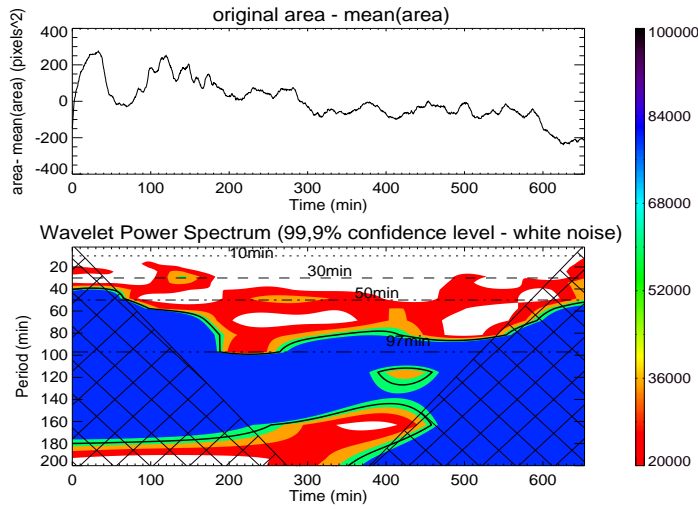 original area - mean(area)
area- mean(area) (pixels^2)
400
200
0
-200
-400
0 100 200 300 400 500 600
Time (min)
Wavelet Power Spectrum (99,9% confidence level - white noise)
Period (min)
20
40
60
80
100
120
140
160
180
200
10min
30min
50min
97min
0 100 200 300 400 500 600
Time (min)
100000
84000
68000
52000
36000
20000